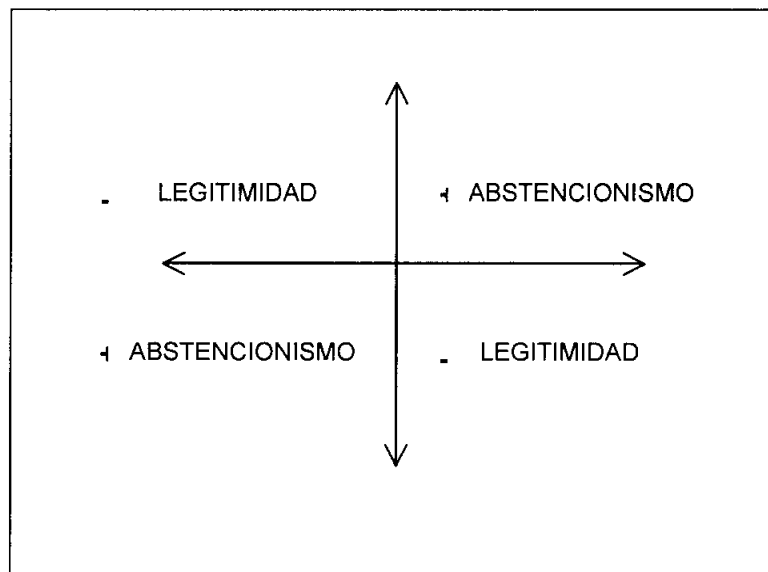 - LEGITIMIDAD + ABSTENCIONISMO
+ ABSTENCIONISMO - LEGITIMIDAD